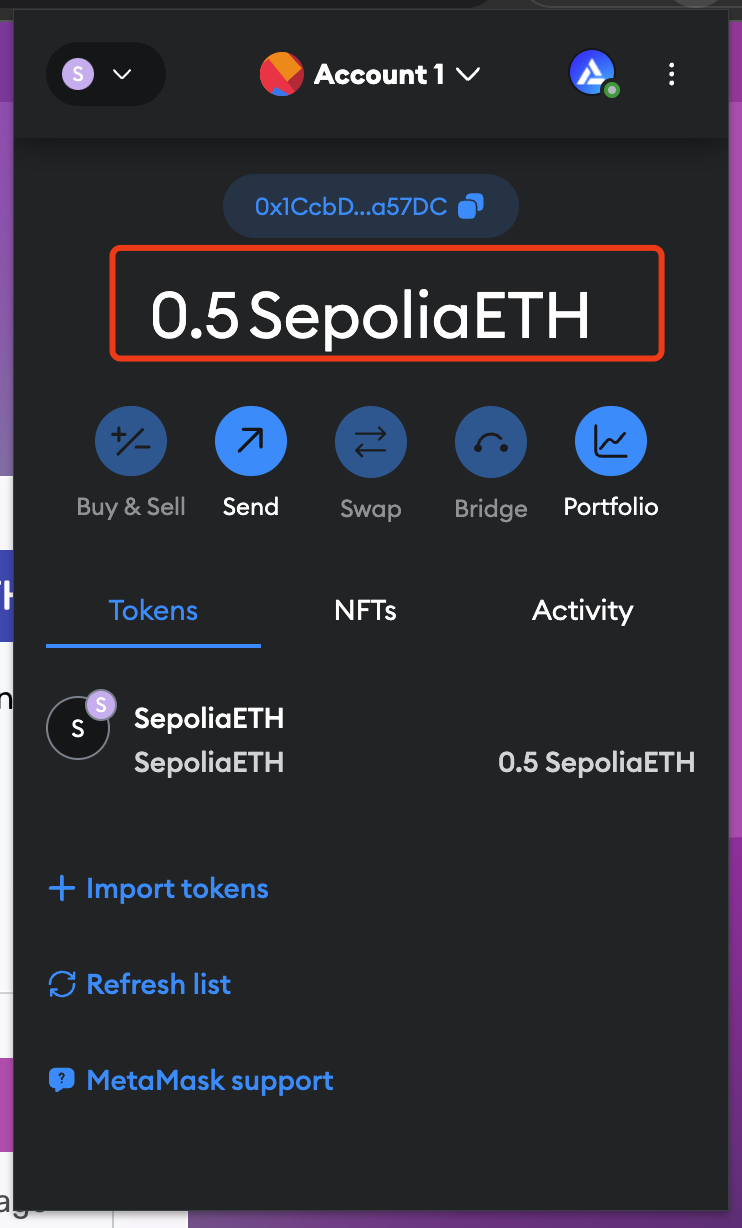 S
Account 1
0x1CcbD...a57DC
0.5 SepoliaETH
Buy & Sell
Send
Swap
Bridge
Portfolio
Tokens
NFTs
Activity
S
S
SepoliaETH
SepoliaETH
0.5 SepoliaETH
Import tokens
Refresh list
MetaMask support